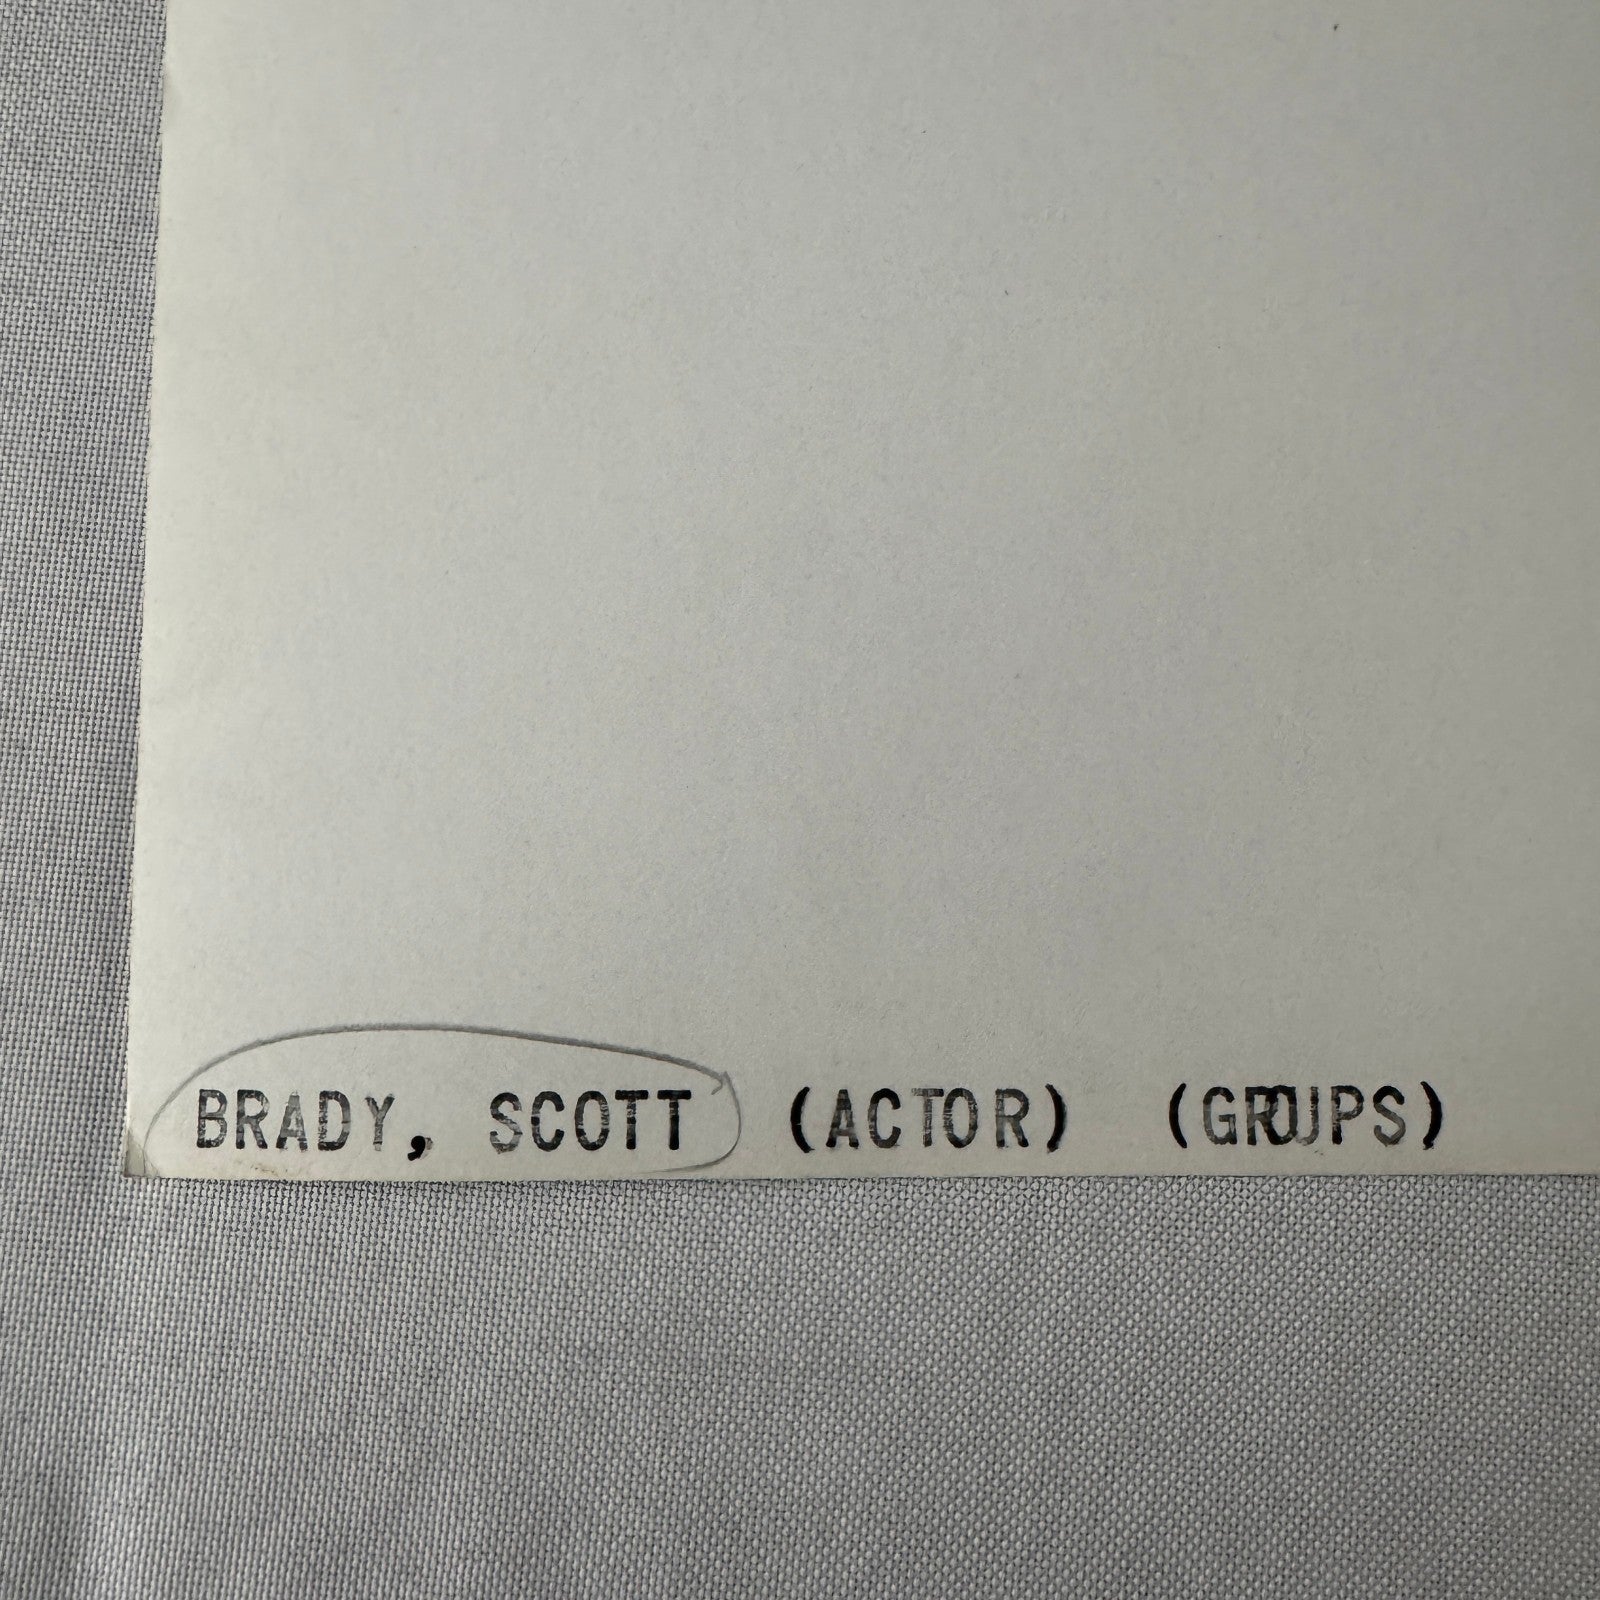 BRADY, SCOTT (ACTOR) (GROUPS)